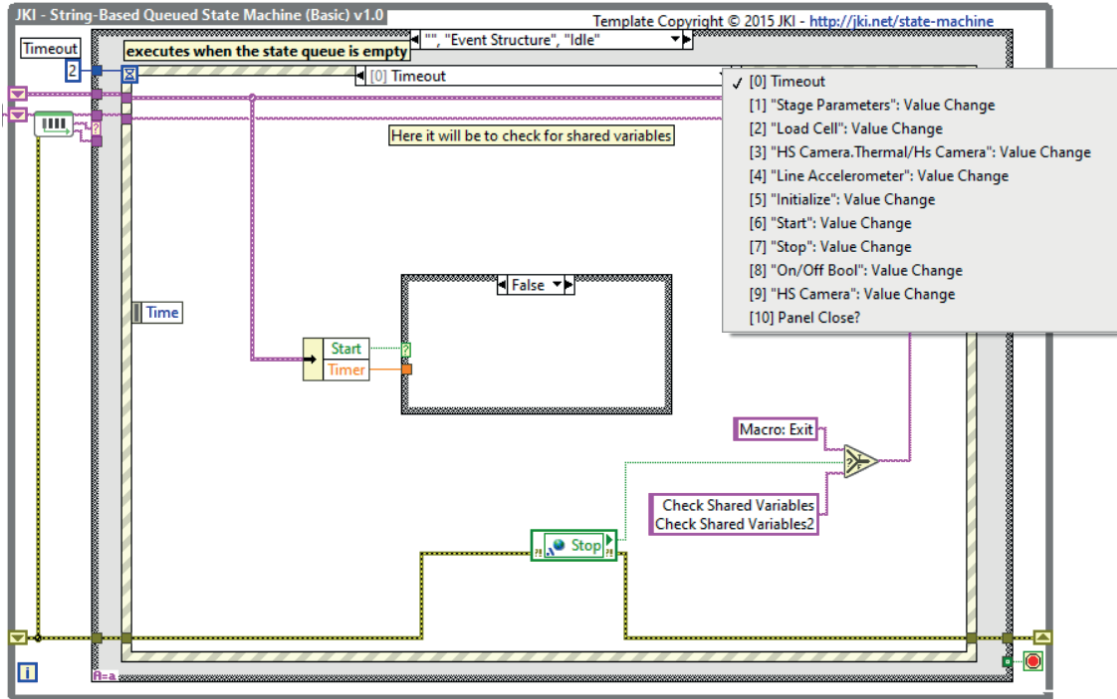 JKI - String-Based Queued State Machine (Basic) v1.0
Template Copyright © 2015 JKI - http://jki.net/state-machine
Timeout
2
executes when the state queue is empty
"", "Event Structure", "Idle"
[0] Timeout
✓ [0] Timeout
[1] "Stage Parameters": Value Change
[2] "Load Cell": Value Change
[3] "HS Camera.Thermal/Hs Camera": Value Change
[4] "Line Accelerometer": Value Change
[5] "Initialize": Value Change
[6] "Start": Value Change
[7] "Stop": Value Change
[8] "On/Off Bool": Value Change
[9] "HS Camera": Value Change
[10] Panel Close?
Here it will be to check for shared variables
Time
False
Start
Timer
?
Macro: Exit
?
T
F
Check Shared Variables
Check Shared Variables2
Stop
?!
?!
i
A=a